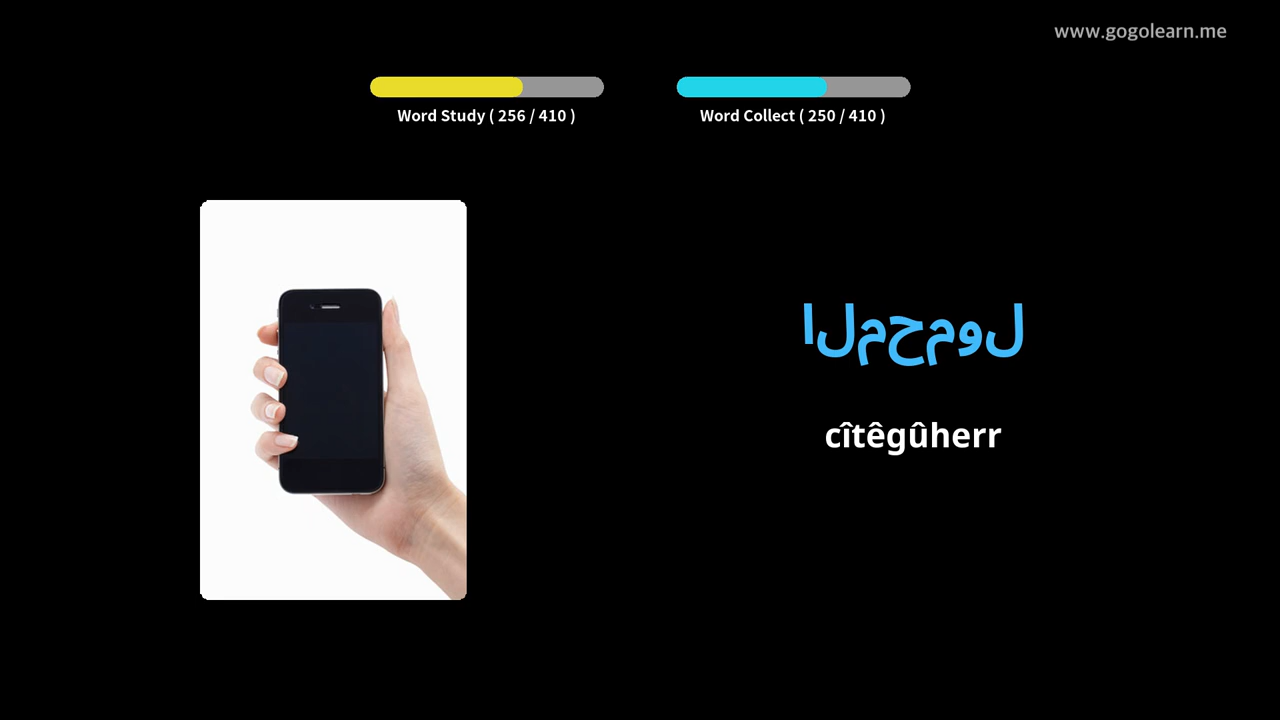 www.gogolearn.me
Word Study ( 256 / 410 )
Word Collect ( 250 / 410 )
المحمول
cîtêgûherr